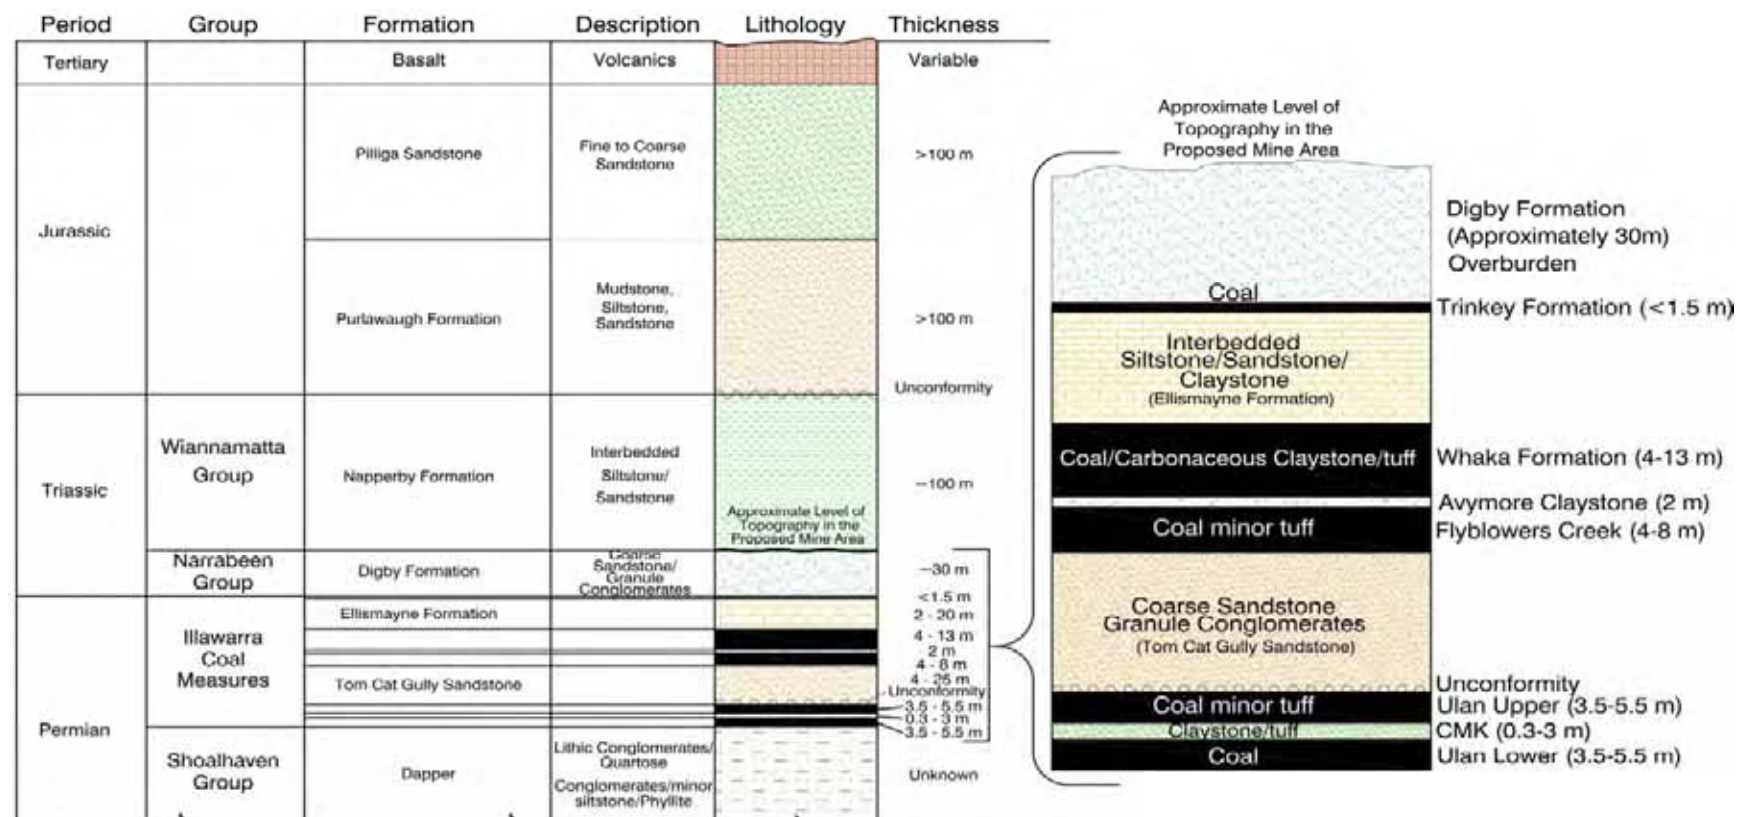 Period Group Formation Description Lithology Thickness
Tertiary Basalt Volcanics Variable
Jurassic
Pilliga Sandstone
Fine to Coarse
Sandstone
>100 m
Purlawaugh Formation
Mudstone,
Siltstone,
Sandstone
>100 m
Unconformity
Triassic
Wiannamatta
Group
Napperby Formation
Interbedded
Siltstone/
Sandstone
~100 m
Approximate Level of
Topography in the
Proposed Mine Area
Narrabeen
Group
Digby Formation
Coarse
Sandstone/
Granule
Conglomerates
~30 m
Permian
Illawarra
Coal
Measures
<1.5 m
Ellismayne Formation
2 - 20 m
4 - 13 m
2 m
4 - 8 m
Tom Cat Gully Sandstone
4 - 25 m
Unconformity
3.5 - 5.5 m
0.3 - 3 m
3.5 - 5.5 m
Shoalhaven
Group
Dapper
Lithic Conglomerates/
Quartose
Conglomerates/minor
siltstone/Phyllite
Unknown
Approximate Level of
Topography in the
Proposed Mine Area
Digby Formation
(Approximately 30m)
Overburden
Coal
Trinkey Formation (<1.5 m)
Interbedded
Siltstone/Sandstone/
Claystone
(Ellismayne Formation)
Coal/Carbonaceous Claystone/tuff
Whaka Formation (4-13 m)
Avymore Claystone (2 m)
Coal minor tuff
Flyblowers Creek (4-8 m)
Coarse Sandstone
Granule Conglomerates
(Tom Cat Gully Sandstone)
Unconformity
Coal minor tuff
Ulan Upper (3.5-5.5 m)
Claystone/tuff
CMK (0.3-3 m)
Coal
Ulan Lower (3.5-5.5 m)